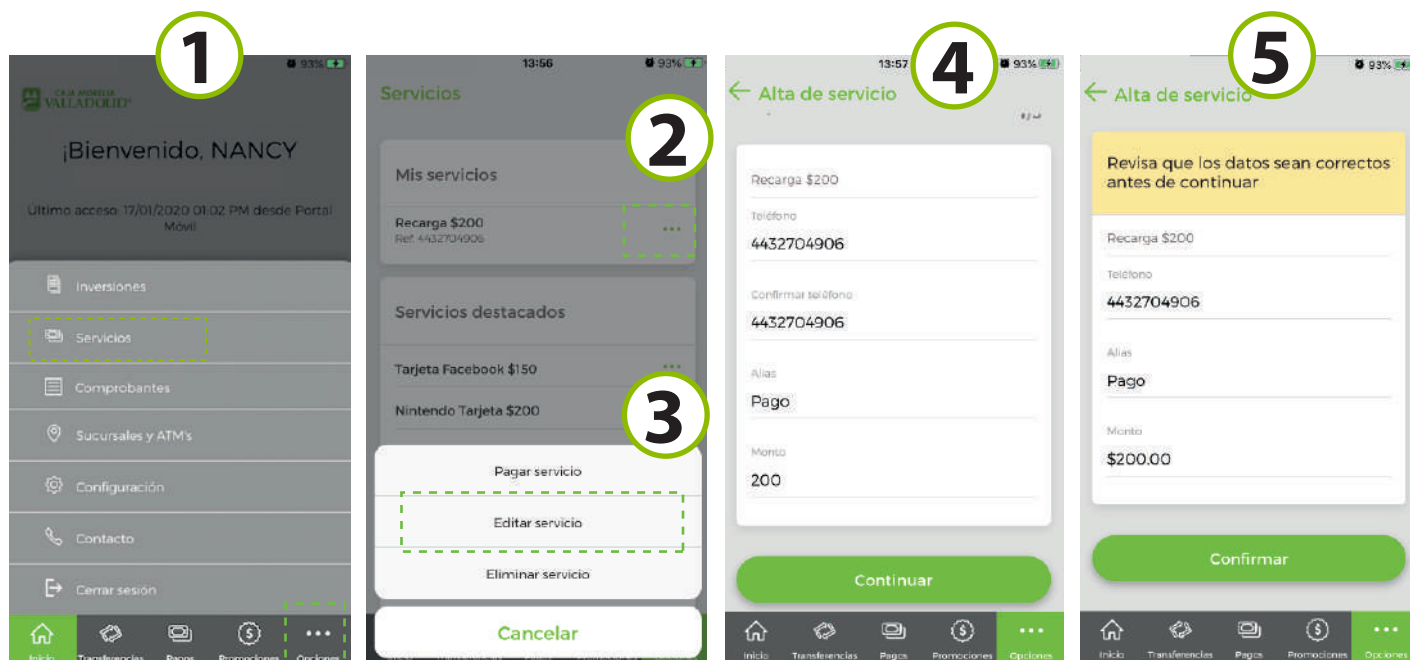 1
93%
CAJA MORELIA
VALLADOLID®
¡Bienvenido, NANCY
Último acceso: 17/01/2020 01:02 PM desde Portal
Móvil
Inversiones
Servicios
Comprobantes
Sucursales y ATM's
Configuración
Contacto
Cerrar sesión
Inicio
Transferencias
Pagos
Promociones
Opciones
13:56
93%
Servicios
2
Mis servicios
Recarga $200
Ref: 4432704906
Servicios destacados
Tarjeta Facebook $150
Nintendo Tarjeta $200
3
Pagar servicio
Editar servicio
Eliminar servicio
Cancelar
13:57
4
93%
Alta de servicio
Recarga $200
Teléfono
4432704906
Confirmar teléfono
4432704906
Alias
Pago
Monto
200
Continuar
Inicio
Transferencias
Pagos
Promociones
Opciones
5
93%
Alta de servicio
Revisa que los datos sean correctos
antes de continuar
Recarga $200
Teléfono
4432704906
Alias
Pago
Monto
$200.00
Confirmar
Inicio
Transferencias
Pagos
Promociones
Opciones